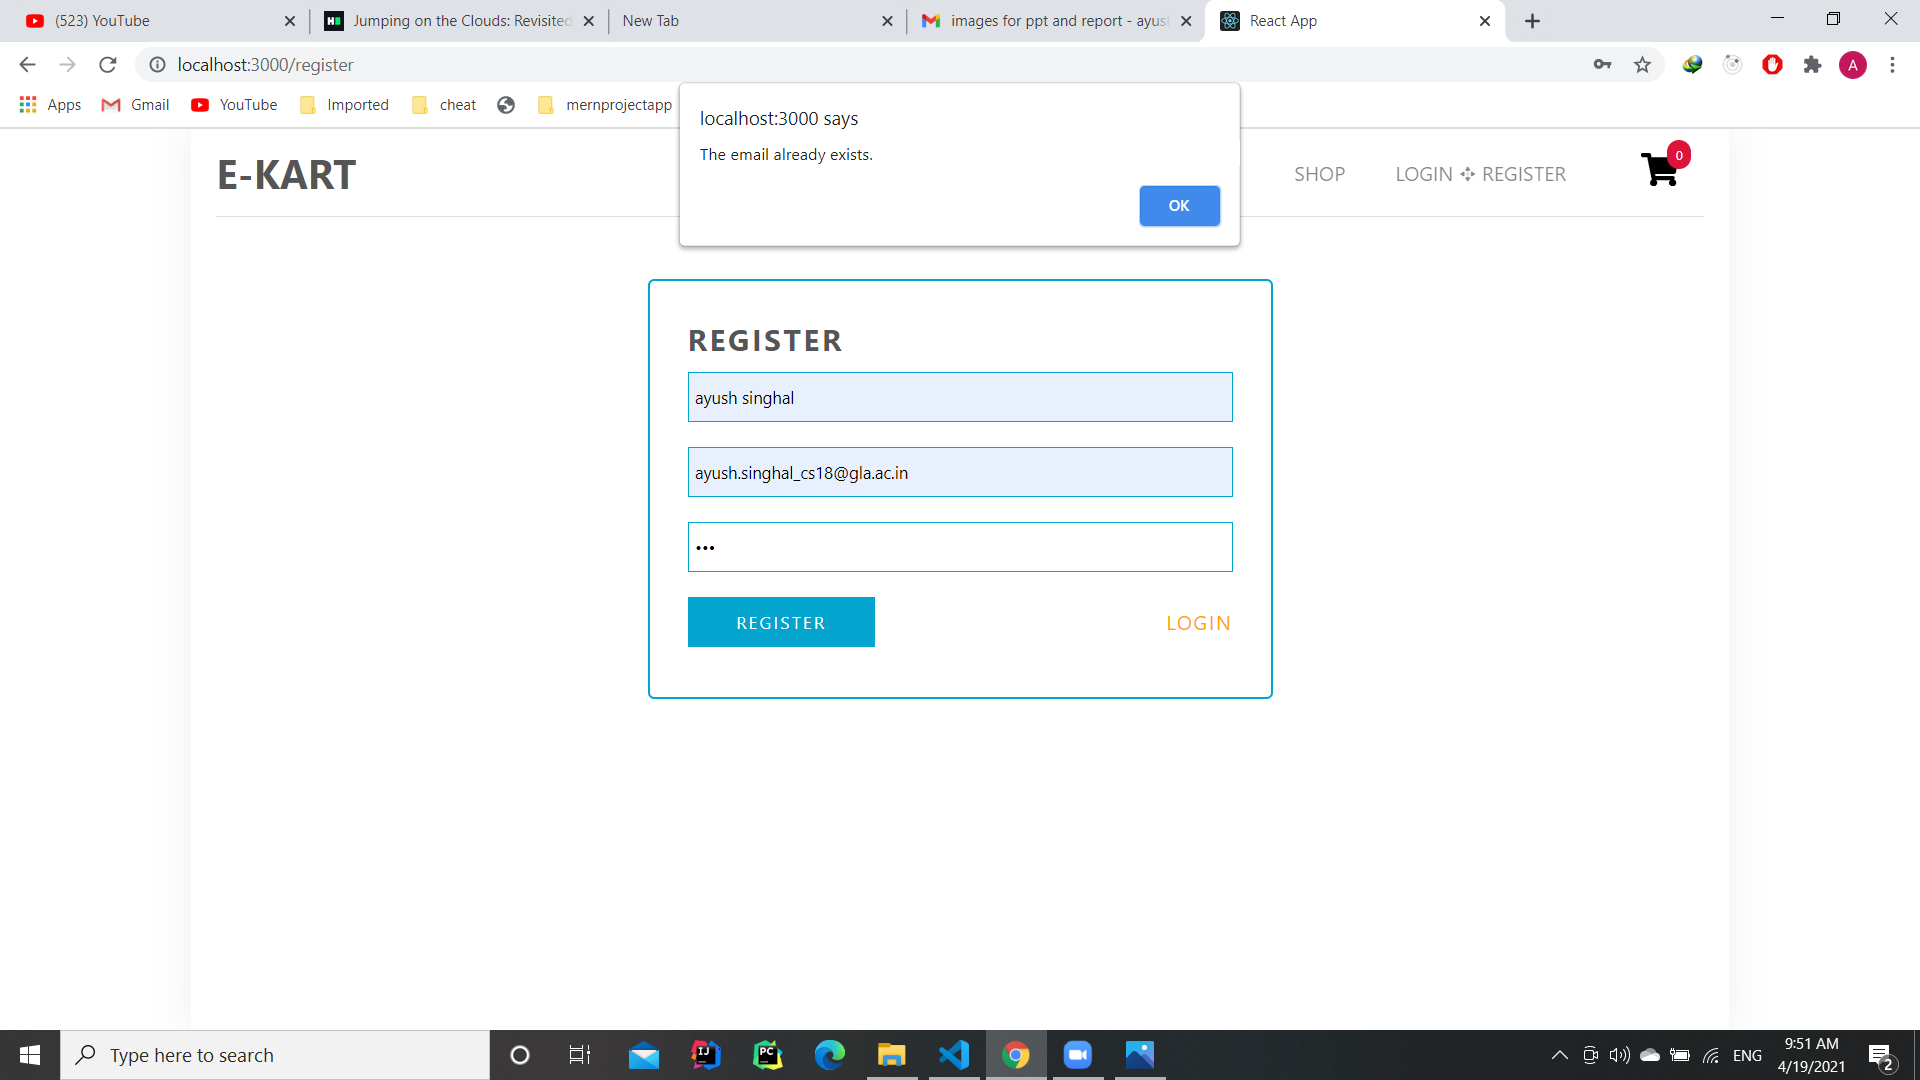 (523) YouTube
Jumping on the Clouds: Revisited
New Tab
images for ppt and report - ayus
React App
localhost:3000/register
A
Apps
Gmail
YouTube
Imported
cheat
mernprojectapp
localhost:3000 says
The email already exists.
OK
E-KART
SHOP
LOGIN
REGISTER
0
REGISTER
ayush singhal
ayush.singhal_cs18@gla.ac.in
•••
REGISTER
LOGIN
Type here to search
ENG
9:51 AM
4/19/2021
2